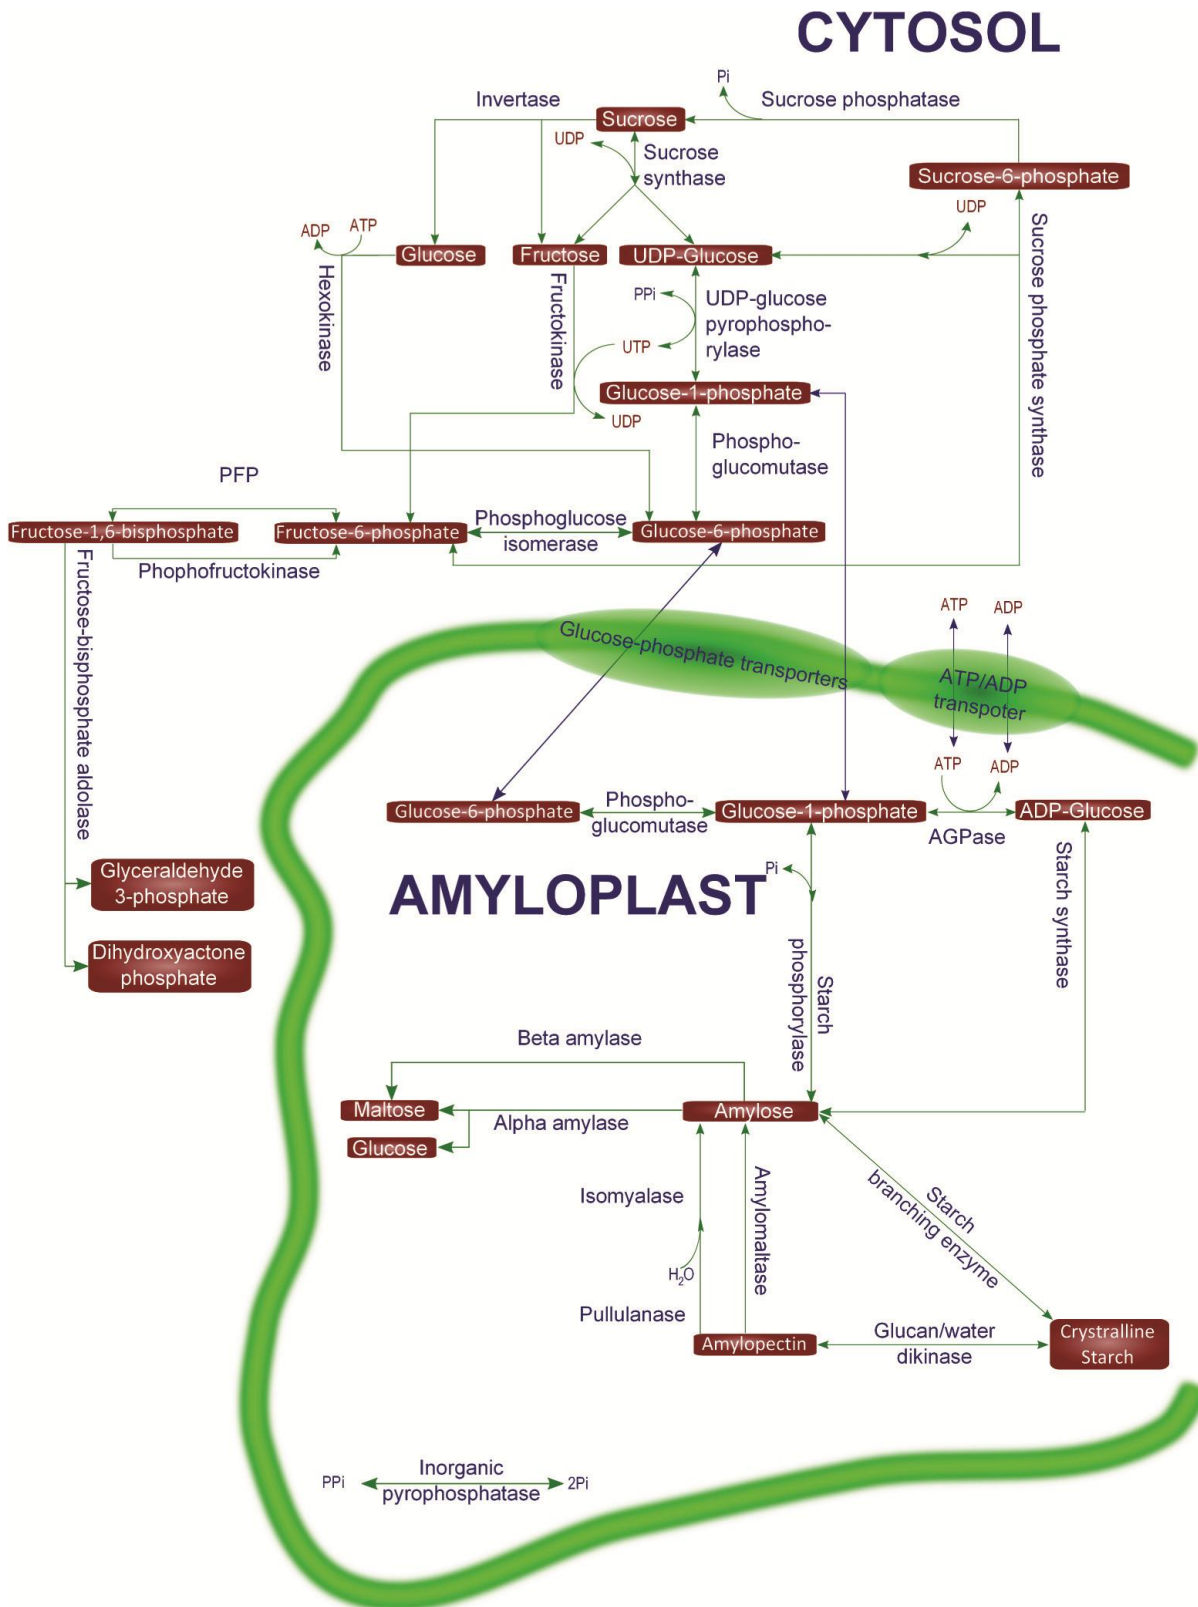 CYTOSOL
Pi
Invertase
Sucrose phosphatase
Sucrose
UDP
Sucrose
synthase
Sucrose-6-phosphate
UDP
ADP
ATP
Glucose
Fructose
UDP-Glucose
Hexokinase
Fructokinase
PPi
UDP-glucose
pyrophospho-
rylase
UTP
Sucrose phosphate synthase
Glucose-1-phosphate
UDP
Phospho-
glucomutase
PFP
Fructose-1,6-bisphosphate
Fructose-6-phosphate
Phosphoglucose
isomerase
Glucose-6-phosphate
Phophofructokinase
Fructose-bisphosphate aldolase
ATP
ADP
Glucose-phosphate transporters
ATP/ADP
transpoter
ATP
ADP
Glucose-6-phosphate
Phospho-
glucomutase
Glucose-1-phosphate
AGPase
ADP-Glucose
Glyceraldehyde
3-phosphate
Pi
AMYLOPLAST
Starch synthase
Dihydroxyactone
phosphate
Starch
phosphorylase
Beta amylase
Maltose
Alpha amylase
Amylose
Glucose
Isomyalase
Amylomaltase
Starch
branching enzyme
H₂O
Pullulanase
Amylopectin
Glucan/water
dikinase
Crystralline
Starch
PPi
Inorganic
pyrophosphatase
2Pi